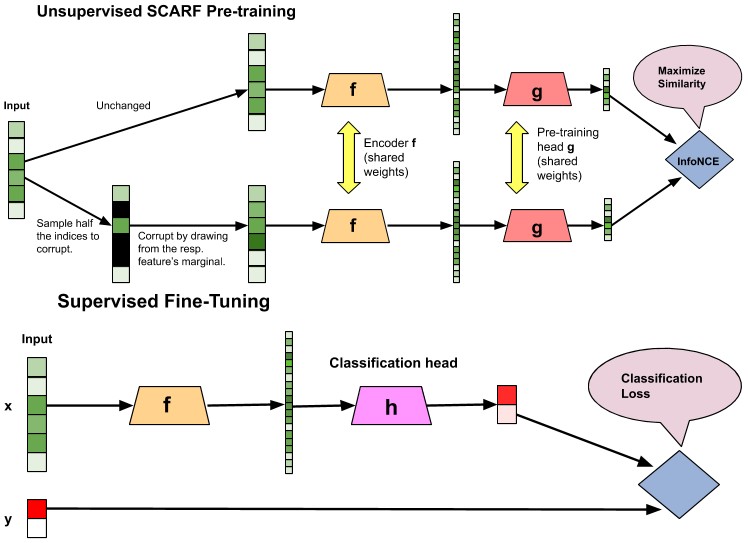 Unsupervised SCARF Pre-training
Input
Unchanged
f
g
Maximize
Similarity
Encoder f
(shared
weights)
Pre-training
head g
(shared
weights)
InfoNCE
Sample half
the indices to
corrupt.
Corrupt by drawing
from the resp.
feature's marginal.
f
g
Supervised Fine-Tuning
Input
Classification head
x
f
h
Classification
Loss
y